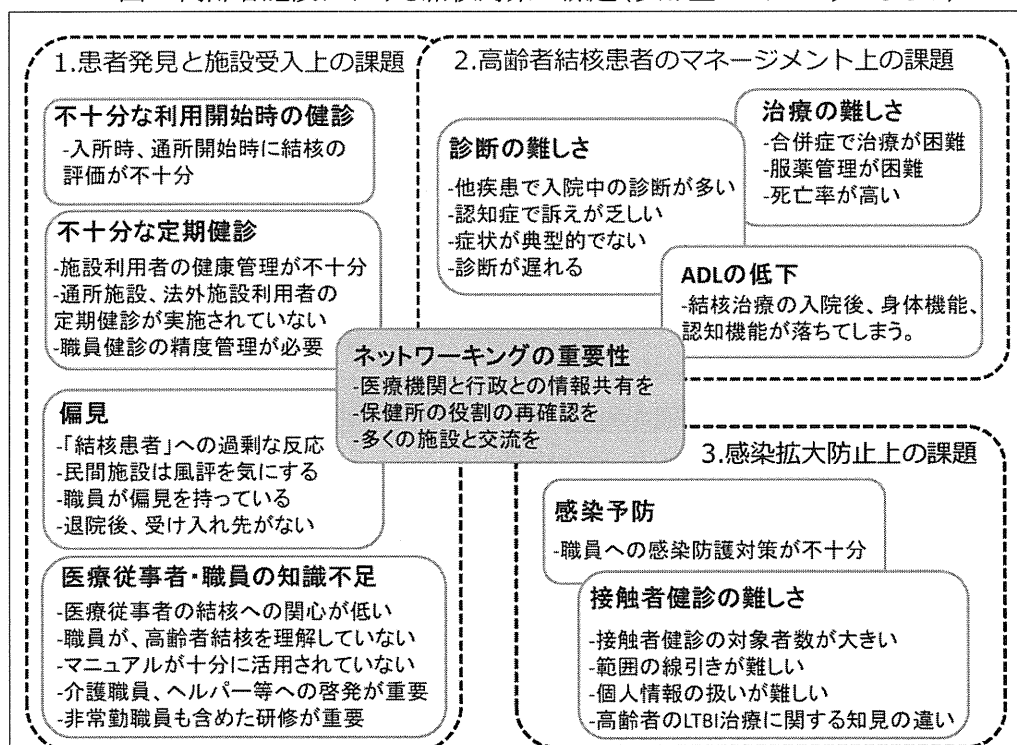 1.患者発見と施設受入上の課題
不十分な利用開始時の健診
-入所時、通所開始時に結核の
評価が不十分
不十分な定期健診
-施設利用者の健康管理が不十分
-通所施設、法外施設利用者の
定期健診が実施されていない
-職員健診の精度管理が必要
偏見
-「結核患者」への過剰な反応
-民間施設は風評を気にする
-職員が偏見を持っている
-退院後、受け入れ先がない
医療従事者・職員の知識不足
-医療従事者の結核への関心が低い
-職員が、高齢者結核を理解していない
-マニュアルが十分に活用されていない
-介護職員、ヘルパー等への啓発が重要
-非常勤職員も含めた研修が重要
2.高齢者結核患者のマネージメント上の課題
診断の難しさ
-他疾患で入院中の診断が多い
-認知症で訴えが乏しい
-症状が典型的でない
-診断が遅れる
治療の難しさ
-合併症で治療が困難
-服薬管理が困難
-死亡率が高い
ADLの低下
-結核治療の入院後、身体機能、
認知機能が落ちてしまう。
ネットワーキングの重要性
-医療機関と行政との情報共有を
-保健所の役割の再確認を
-多くの施設と交流を
3.感染拡大防止上の課題
感染予防
-職員への感染防護対策が不十分
接触者健診の難しさ
-接触者健診の対象者数が大きい
-範囲の線引きが難しい
-個人情報の扱いが難しい
-高齢者のLTBI治療に関する知見の違い